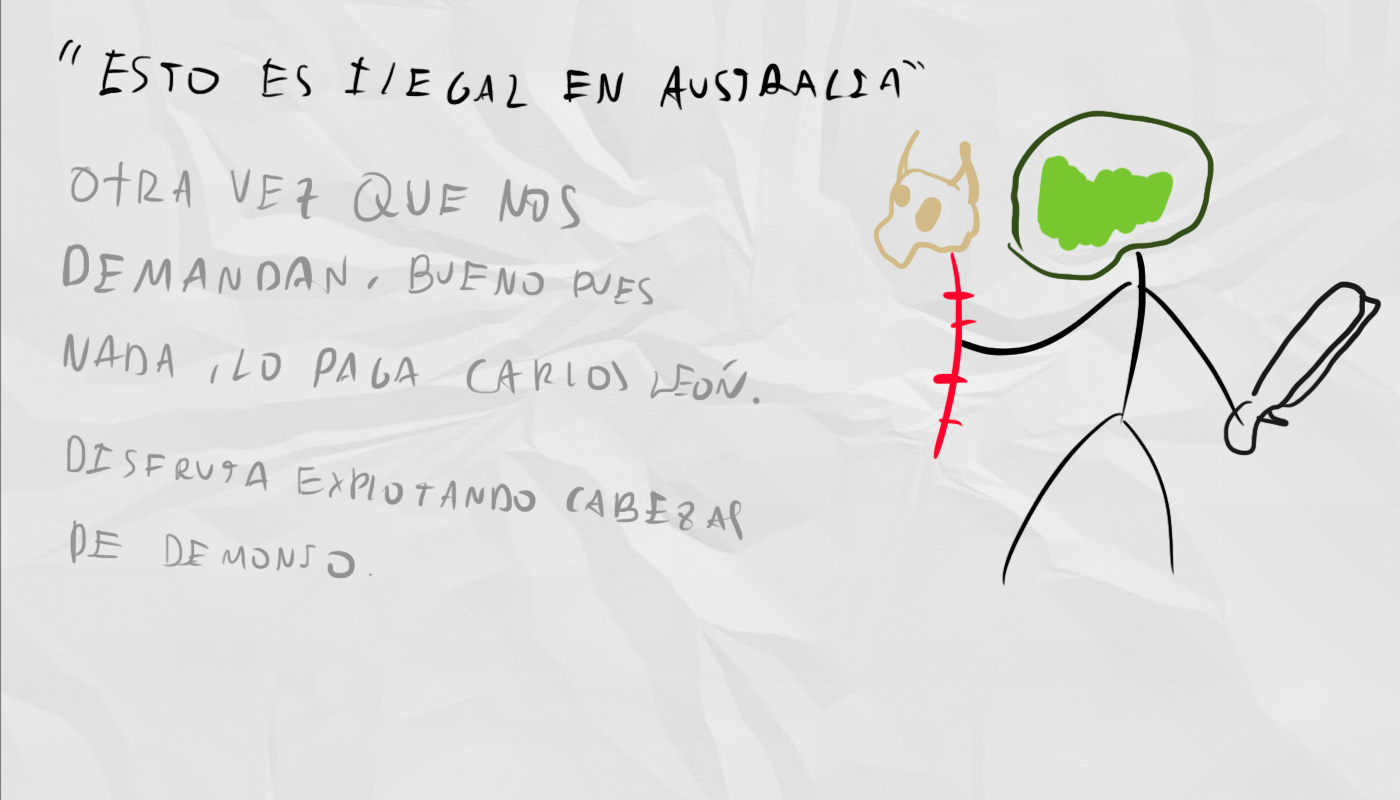 "ESTO ES ILEGAL EN AUSTRALIA"
OTRA VEZ QUE NOS
DEMANDAN, BUENO PUES
NADA, LO PAGA CARLOS LEOÑ.
DISFRUTA EXPLOTANDO CABEZAS
DE DEMONIO.